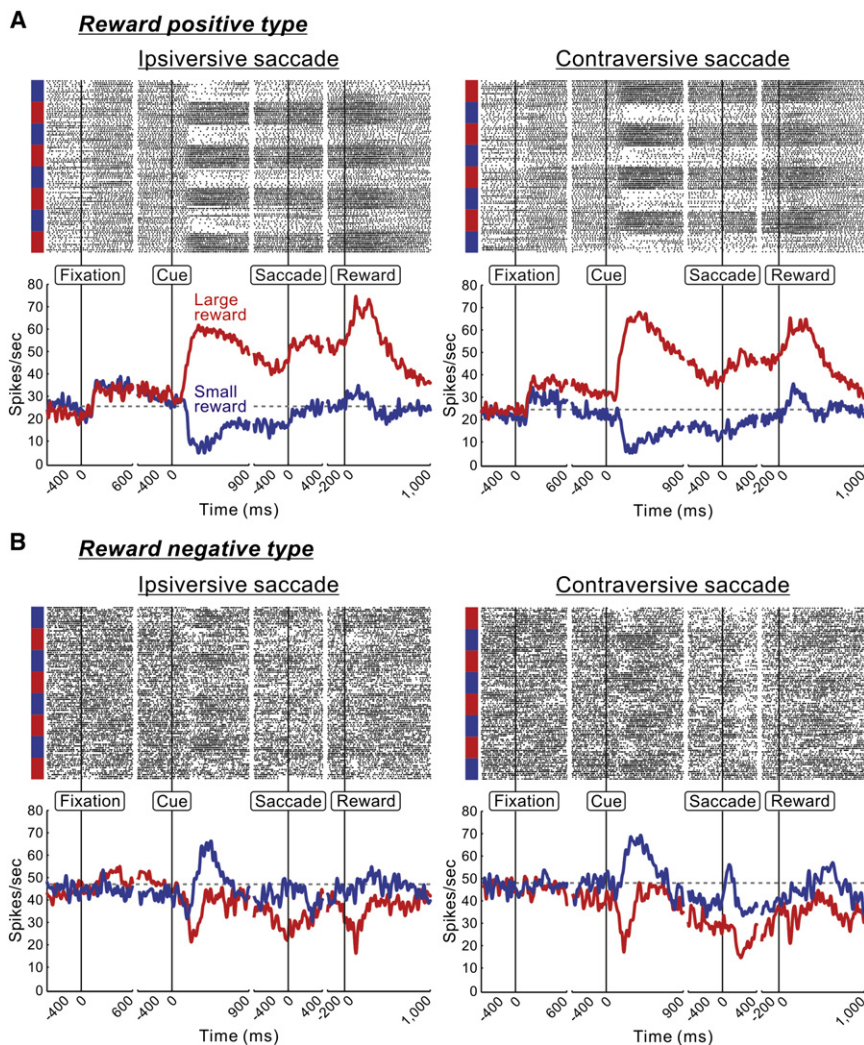 A Reward positive type
Ipsiversive saccade Contraversive saccade
Fixation Cue Saccade Reward Fixation Cue Saccade Reward
80
70
60
50
40
30
20
10
0
Spikes/sec
Large
reward
Small
reward
-400 0 600 -400 0 900 -400 0 400 -200 0 1,000
Time (ms)
80
70
60
50
40
30
20
10
0
Spikes/sec
-400 0 600 -400 0 900 -400 0 400 -200 0 1,000
Time (ms)
B Reward negative type
Ipsiversive saccade Contraversive saccade
Fixation Cue Saccade Reward Fixation Cue Saccade Reward
80
70
60
50
40
30
20
10
0
Spikes/sec
-400 0 600 -400 0 900 -400 0 400 -200 0 1,000
Time (ms)
80
70
60
50
40
30
20
10
0
Spikes/sec
-400 0 600 -400 0 900 -400 0 400 -200 0 1,000
Time (ms)